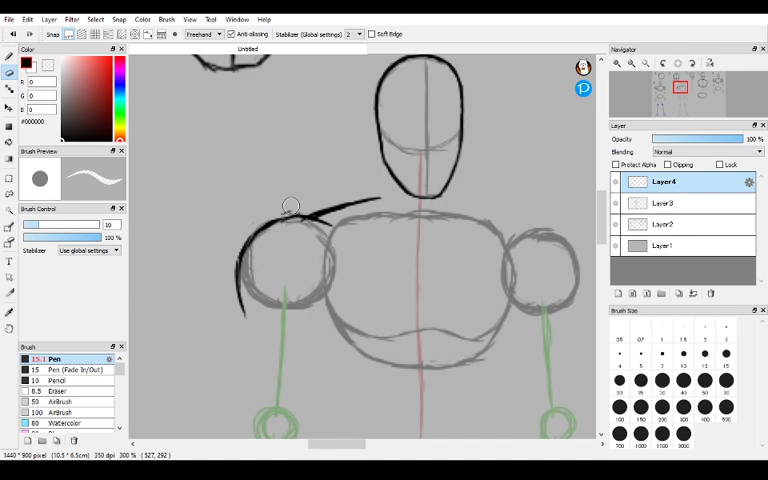 File Edit Layer Filter Select Snap Color Brush View Tools Window Help
Snap Freehand Anti-aliasing Stabilizer (Global settings) 2 Soft Edge
Untitled
Color
R 0
G 0
B 0
#000000
Brush Preview
Brush Control
10
100 %
Stabilizer Use global settings
Brush
15.1 Pen
15 Pen (Fade In/Out)
10 Pencil
8.5 Eraser
50 AirBrush
100 AirBrush
80 Watercolor
Navigator
Layer
Opacity 100 %
Blending Normal
Protect Alpha Clipping Lock
Layer4
Layer3
Layer2
Layer1
Brush Size
1440 * 900 pixel (10.5 * 6.5cm) 350 dpi 300 % ( 527, 292 )